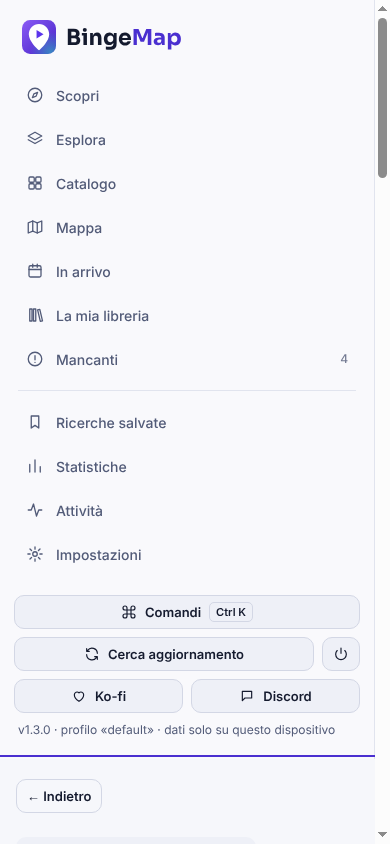 BingeMap
Scopri
Esplora
Catalogo
Mappa
In arrivo
La mia libreria
Mancanti 4
Ricerche salvate
Statistiche
Attività
Impostazioni
Comandi Ctrl K
Cerca aggiornamento
Ko-fi Discord
v1.3.0 · profilo «default» · dati solo su questo dispositivo
← Indietro